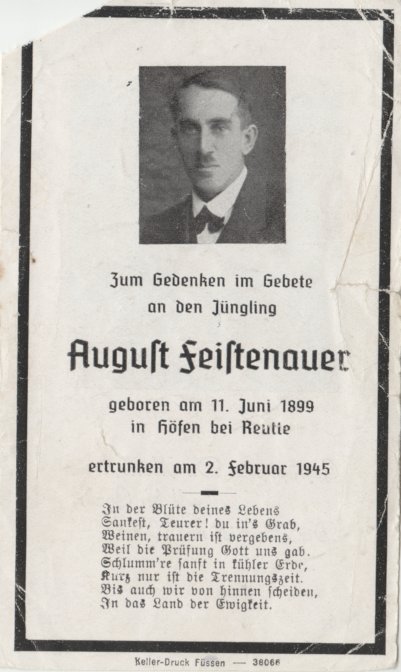 Zum Gedenken im Gebete
an den Jüngling
August Feistenauer
geboren am 11. Juni 1899
in Höfen bei Reutte
ertrunken am 2. Februar 1945
In der Blüte deines Lebens
Sankest, Teurer! du in's Grab,
Weinen, trauern ist vergebens,
Weil die Prüfung Gott uns gab.
Schlumm're sanft in kühler Erde,
Kurz nur ist die Trennungszeit.
Bis auch wir von hinnen scheiden,
In das Land der Ewigkeit.
Keller-Druck Füssen — 38066